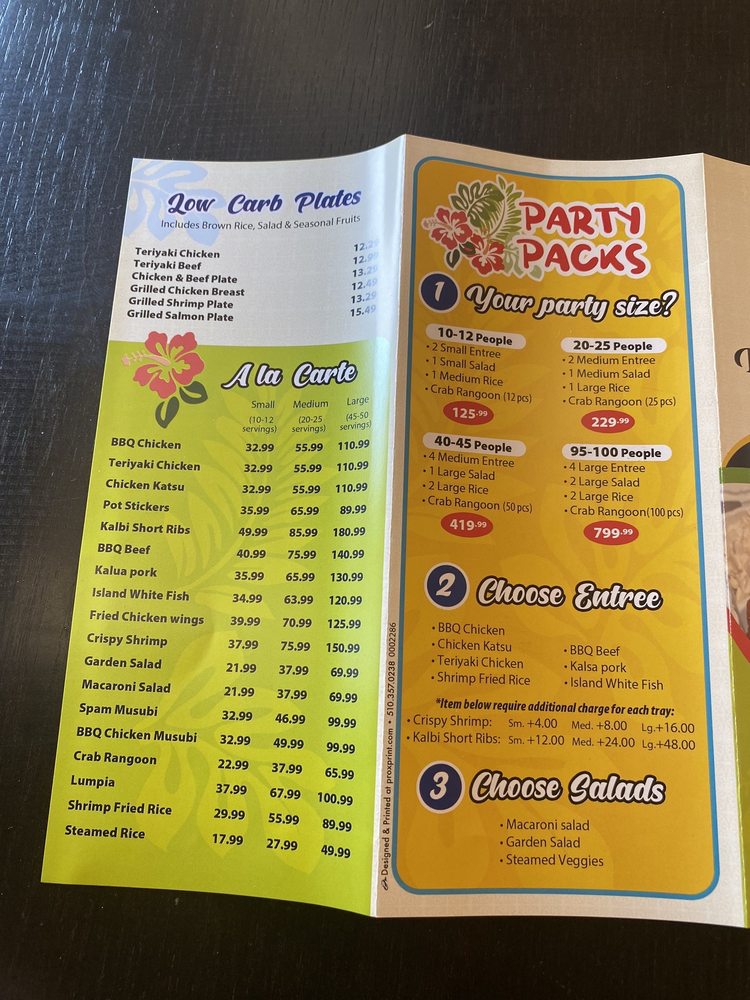 Low Carb Plates
Includes Brown Rice, Salad & Seasonal Fruits
Teriyaki Chicken 12.29
Teriyaki Beef 12.99
Chicken & Beef Plate 13.29
Grilled Chicken Breast 12.49
Grilled Shrimp Plate 13.29
Grilled Salmon Plate 15.49
A la Carte
Small Medium Large
(10-12 servings) (20-25 servings) (45-50 servings)
BBQ Chicken 32.99 55.99 110.99
Teriyaki Chicken 32.99 55.99 110.99
Chicken Katsu 32.99 55.99 110.99
Pot Stickers 35.99 65.99 89.99
Kalbi Short Ribs 49.99 85.99 180.99
BBQ Beef 40.99 75.99 140.99
Kalua pork 35.99 65.99 130.99
Island White Fish 34.99 63.99 120.99
Fried Chicken wings 39.99 70.99 125.99
Crispy Shrimp 37.99 75.99 150.99
Garden Salad 21.99 37.99 69.99
Macaroni Salad 21.99 37.99 69.99
Spam Musubi 32.99 46.99 99.99
BBQ Chicken Musubi 32.99 49.99 99.99
Crab Rangoon 22.99 37.99 65.99
Lumpia 37.99 67.99 100.99
Shrimp Fried Rice 29.99 55.99 89.99
Steamed Rice 17.99 27.99 49.99
Designed & Printed at proxprint.com • 510.357.0238 0002286
PARTY
PACKS
1 Your party size?
10-12 People
• 2 Small Entree
• 1 Small Salad
• 1 Medium Rice
• Crab Rangoon (12 pcs)
125.99
20-25 People
• 2 Medium Entree
• 1 Medium Salad
• 1 Large Rice
• Crab Rangoon (25 pcs)
229.99
40-45 People
• 4 Medium Entree
• 1 Large Salad
• 2 Large Rice
• Crab Rangoon (50 pcs)
419.99
95-100 People
• 4 Large Entree
• 2 Large Salad
• 2 Large Rice
• Crab Rangoon(100 pcs)
799.99
2 Choose Entree
• BBQ Chicken
• Chicken Katsu
• Teriyaki Chicken
• Shrimp Fried Rice
• BBQ Beef
• Kalsa pork
• Island White Fish
*Item below require additional charge for each tray:
• Crispy Shrimp: Sm. +4.00 Med. +8.00 Lg.+16.00
• Kalbi Short Ribs: Sm. +12.00 Med. +24.00 Lg.+48.00
3 Choose Salads
• Macaroni salad
• Garden Salad
• Steamed Veggies